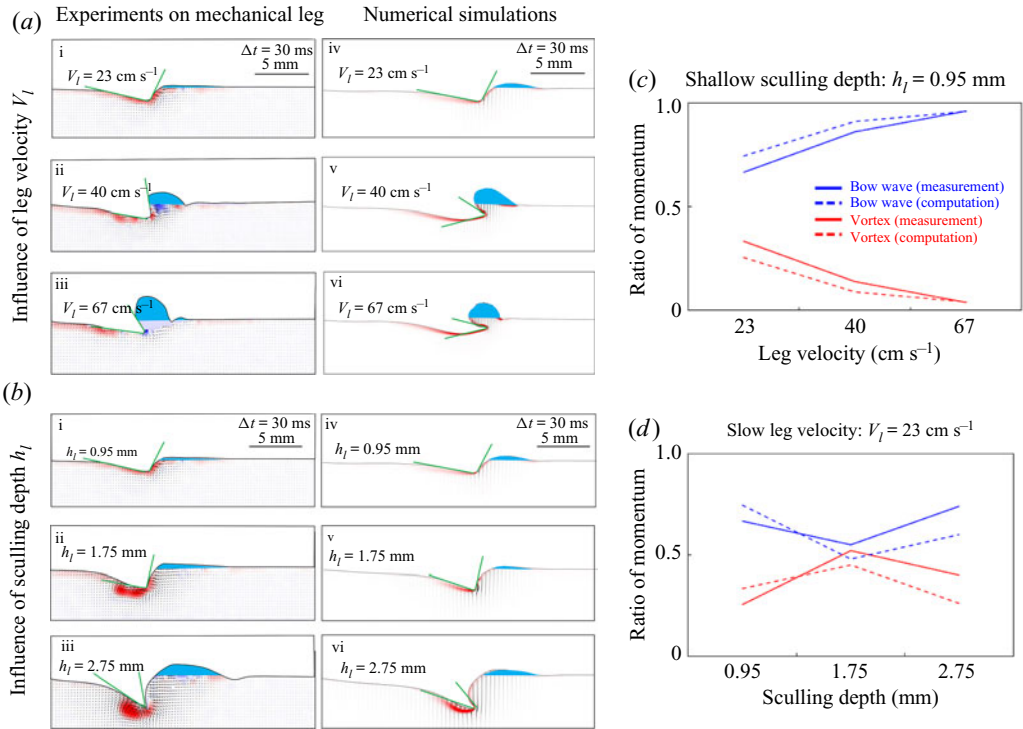 Experiments on mechanical leg
Numerical simulations
(a)
Influence of leg velocity V_l
i
Δt = 30 ms
5 mm
V_l = 23 cm s⁻¹
iv
Δt = 30 ms
5 mm
V_l = 23 cm s⁻¹
ii
V_l = 40 cm s⁻¹
v
V_l = 40 cm s⁻¹
iii
V_l = 67 cm s⁻¹
vi
V_l = 67 cm s⁻¹
(b)
Influence of sculling depth h_l
i
Δt = 30 ms
5 mm
h_l = 0.95 mm
iv
Δt = 30 ms
5 mm
h_l = 0.95 mm
ii
h_l = 1.75 mm
v
h_l = 1.75 mm
iii
h_l = 2.75 mm
vi
h_l = 2.75 mm
(c)
Shallow sculling depth: h_l = 0.95 mm
Ratio of momentum
1.0
0.5
0
Bow wave (measurement)
Bow wave (computation)
Vortex (measurement)
Vortex (computation)
23
40
67
Leg velocity (cm s⁻¹)
(d)
Slow leg velocity: V_l = 23 cm s⁻¹
Ratio of momentum
1.0
0.5
0
0.95
1.75
2.75
Sculling depth (mm)